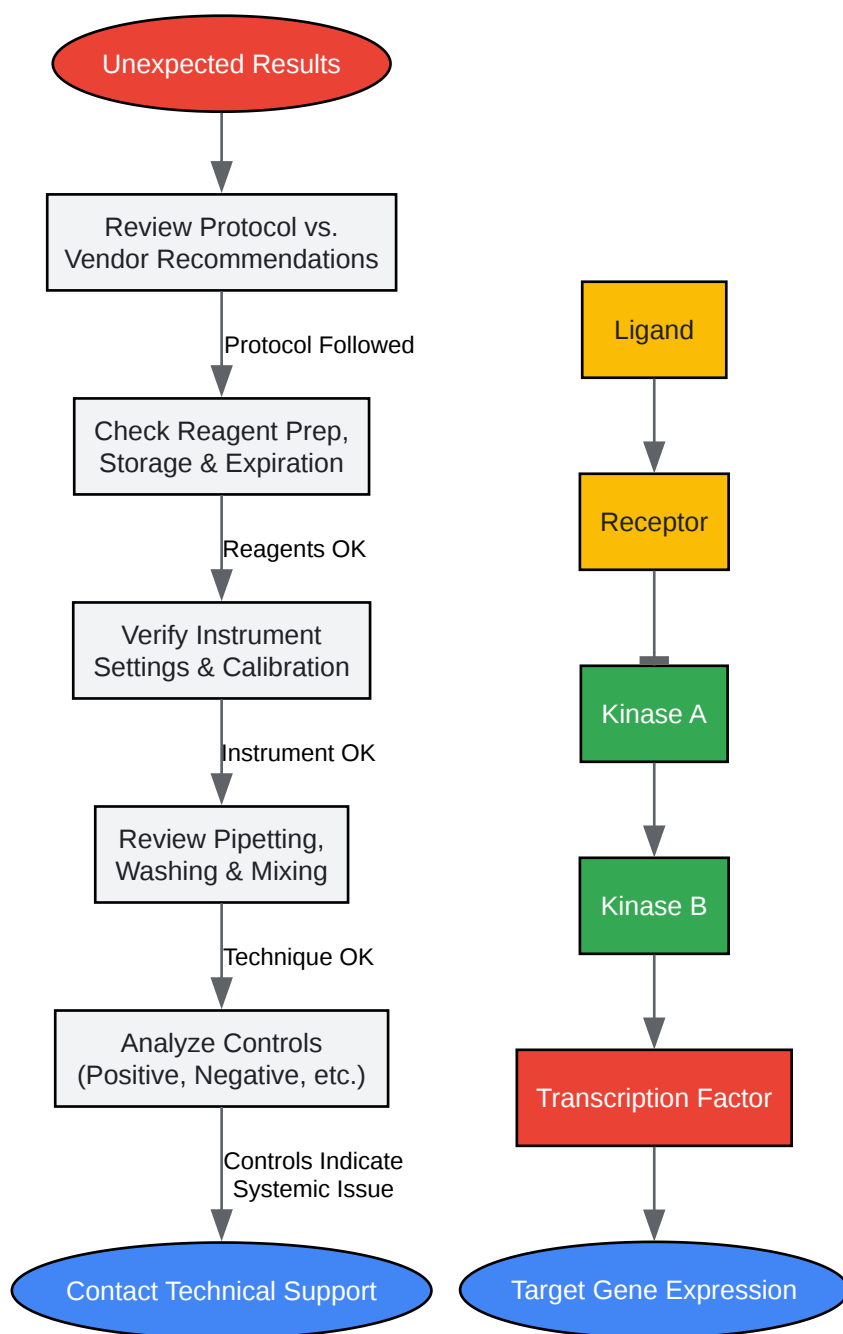 Unexpected Results
Review Protocol vs.
Vendor Recommendations
Protocol Followed
Check Reagent Prep,
Storage & Expiration
Reagents OK
Verify Instrument
Settings & Calibration
Instrument OK
Review Pipetting,
Washing & Mixing
Technique OK
Analyze Controls
(Positive, Negative, etc.)
Controls Indicate
Systemic Issue
Contact Technical Support
Ligand
Receptor
Kinase A
Kinase B
Transcription Factor
Target Gene Expression